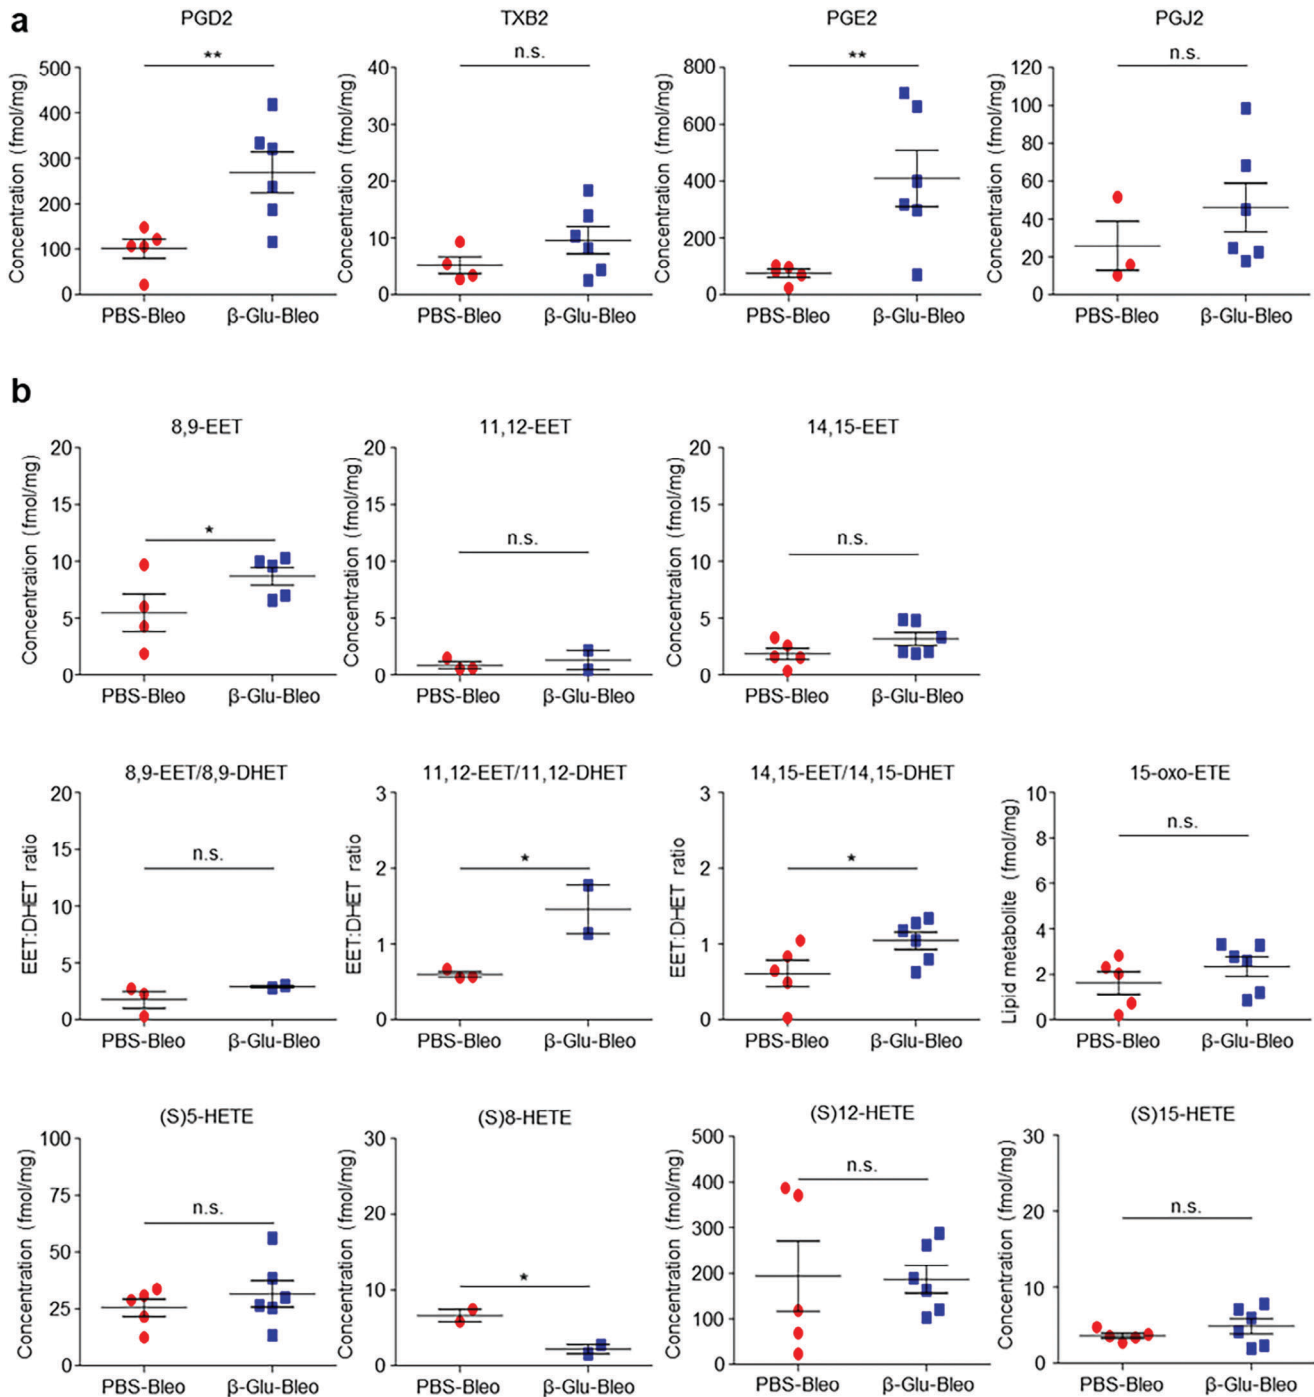 a
PGD2
TXB2
PGE2
PGJ2
**
n.s.
**
n.s.
Concentration (fmol/mg)
500
400
300
200
100
0
PBS-Bleo
β-Glu-Bleo
Concentration (fmol/mg)
40
30
20
10
0
PBS-Bleo
β-Glu-Bleo
Concentration (fmol/mg)
800
600
400
200
0
PBS-Bleo
β-Glu-Bleo
Concentration (fmol/mg)
120
100
80
60
40
20
0
PBS-Bleo
β-Glu-Bleo
b
8,9-EET
Concentration (fmol/mg)
20
15
10
5
0
*
PBS-Bleo
β-Glu-Bleo
11,12-EET
Concentration (fmol/mg)
20
15
10
5
0
n.s.
PBS-Bleo
β-Glu-Bleo
14,15-EET
Concentration (fmol/mg)
20
15
10
5
0
n.s.
PBS-Bleo
β-Glu-Bleo
8,9-EET/8,9-DHET
EET:DHET ratio
20
15
10
5
0
n.s.
PBS-Bleo
β-Glu-Bleo
11,12-EET/11,12-DHET
EET:DHET ratio
3
2
1
0
*
PBS-Bleo
β-Glu-Bleo
14,15-EET/14,15-DHET
EET:DHET ratio
3
2
1
0
*
PBS-Bleo
β-Glu-Bleo
15-oxo-ETE
Lipid metabolite (fmol/mg)
10
8
6
4
2
0
n.s.
PBS-Bleo
β-Glu-Bleo
(S)5-HETE
Concentration (fmol/mg)
100
75
50
25
0
n.s.
PBS-Bleo
β-Glu-Bleo
(S)8-HETE
Concentration (fmol/mg)
30
20
10
0
*
PBS-Bleo
β-Glu-Bleo
(S)12-HETE
Concentration (fmol/mg)
500
400
300
200
100
0
n.s.
PBS-Bleo
β-Glu-Bleo
(S)15-HETE
Concentration (fmol/mg)
30
20
10
0
n.s.
PBS-Bleo
β-Glu-Bleo